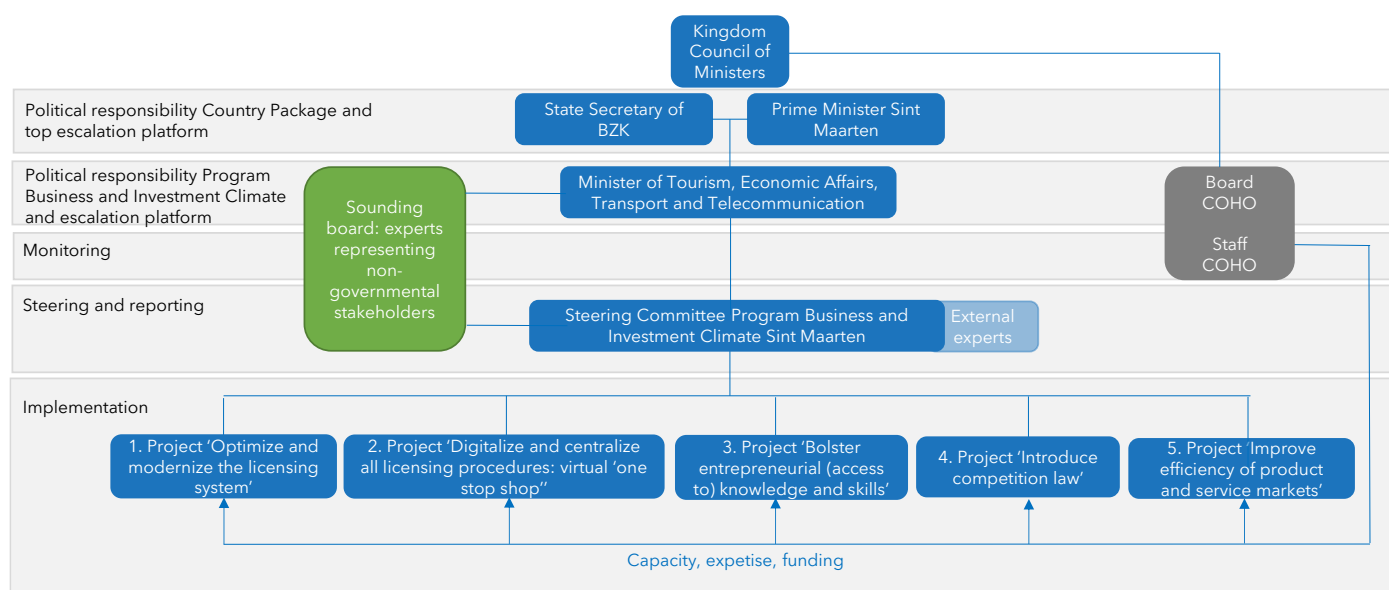 Kingdom
Council of
Ministers
Political responsibility Country Package and
top escalation platform
State Secretary of
BZK
Prime Minister Sint
Maarten
Political responsibility Program
Business and Investment Climate
and escalation platform
Sounding
board: experts
representing
non-
governmental
stakeholders
Minister of Tourism, Economic Affairs,
Transport and Telecommunication
Board
COHO
Staff
COHO
Monitoring
Steering and reporting
Steering Committee Program Business and
Investment Climate Sint Maarten
External
experts
Implementation
1. Project ‘Optimize and
modernize the licensing
system’
2. Project ‘Digitalize and centralize
all licensing procedures: virtual ‘one
stop shop’’
3. Project ‘Bolster
entrepreneurial (access
to) knowledge and skills’
4. Project ‘Introduce
competition law’
5. Project ‘Improve
efficiency of product
and service markets’
Capacity, expetise, funding